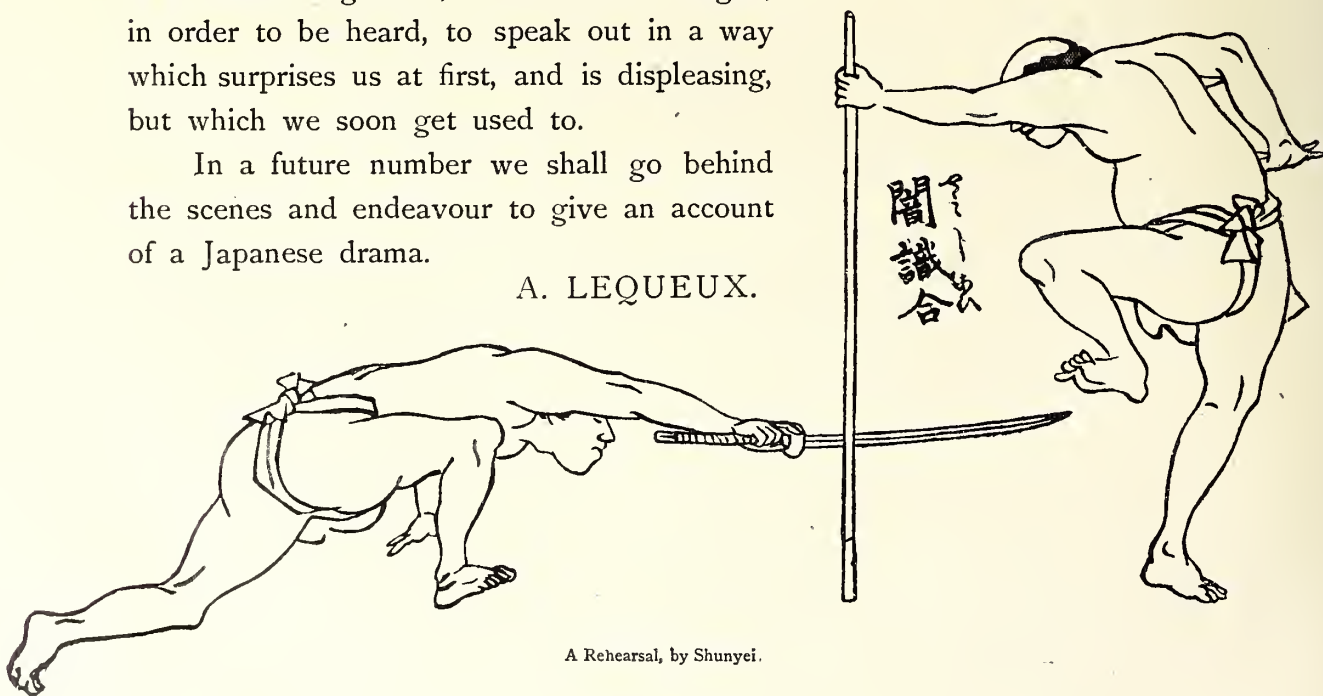 in order to be heard, to speak out in a way
which surprises us at first, and is displeasing,
but which we soon get used to.
In a future number we shall go behind
the scenes and endeavour to give an account
of a Japanese drama.
A. LEQUEUX.
闇識合
A Rehearsal, by Shunyei.